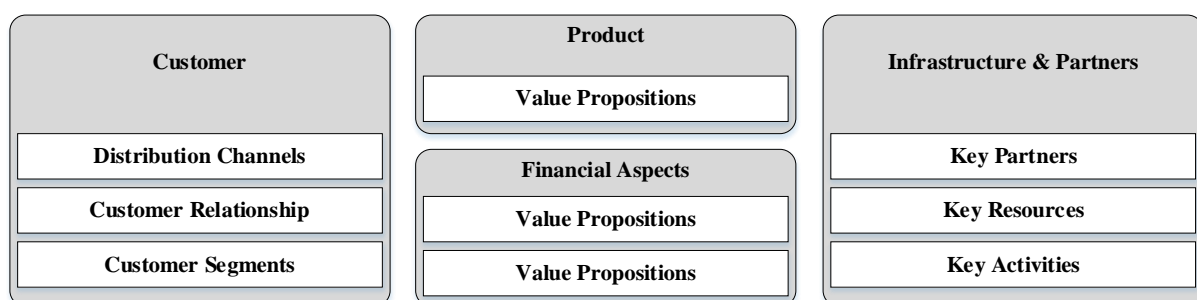 Customer
Distribution Channels
Customer Relationship
Customer Segments
Product
Value Propositions
Financial Aspects
Value Propositions
Value Propositions
Infrastructure & Partners
Key Partners
Key Resources
Key Activities